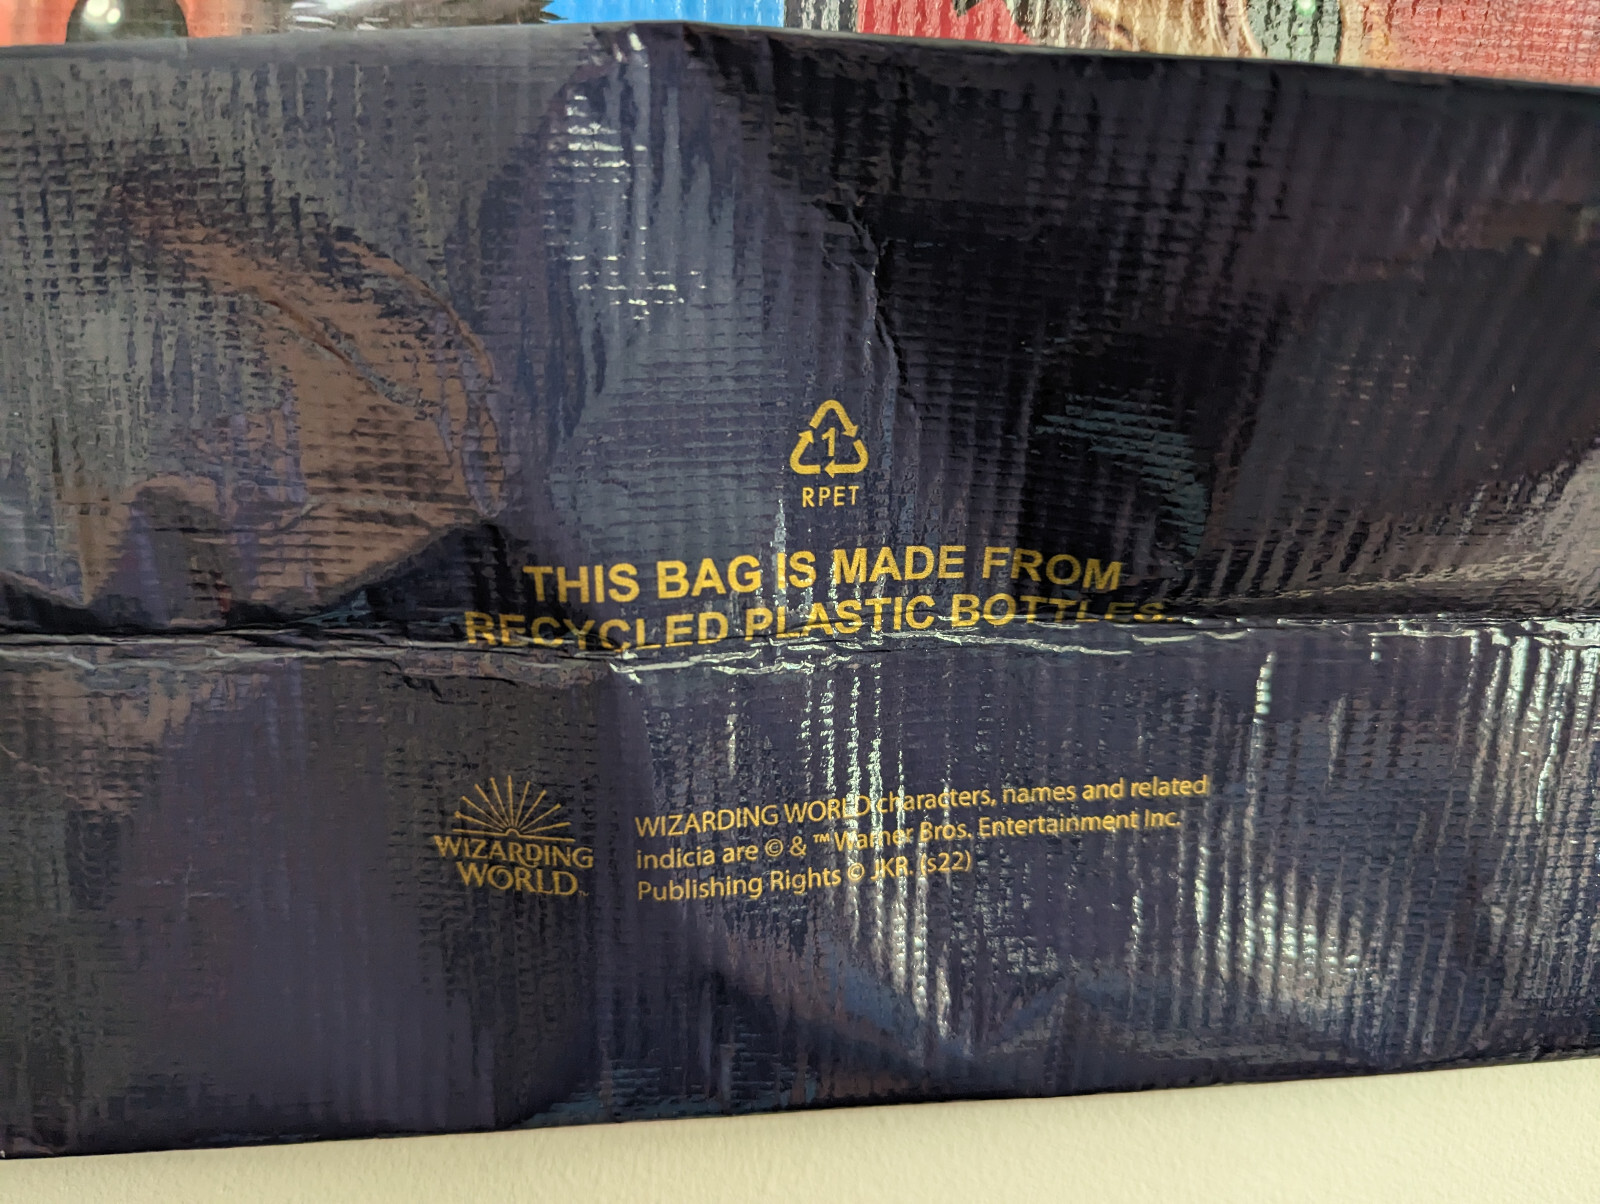 1
RPET
THIS BAG IS MADE FROM
RECYCLED PLASTIC BOTTLES.
WIZARDING
WORLD™
WIZARDING WORLD characters, names and related
indicia are © & ™ Warner Bros. Entertainment Inc.
Publishing Rights © JKR. (s22)